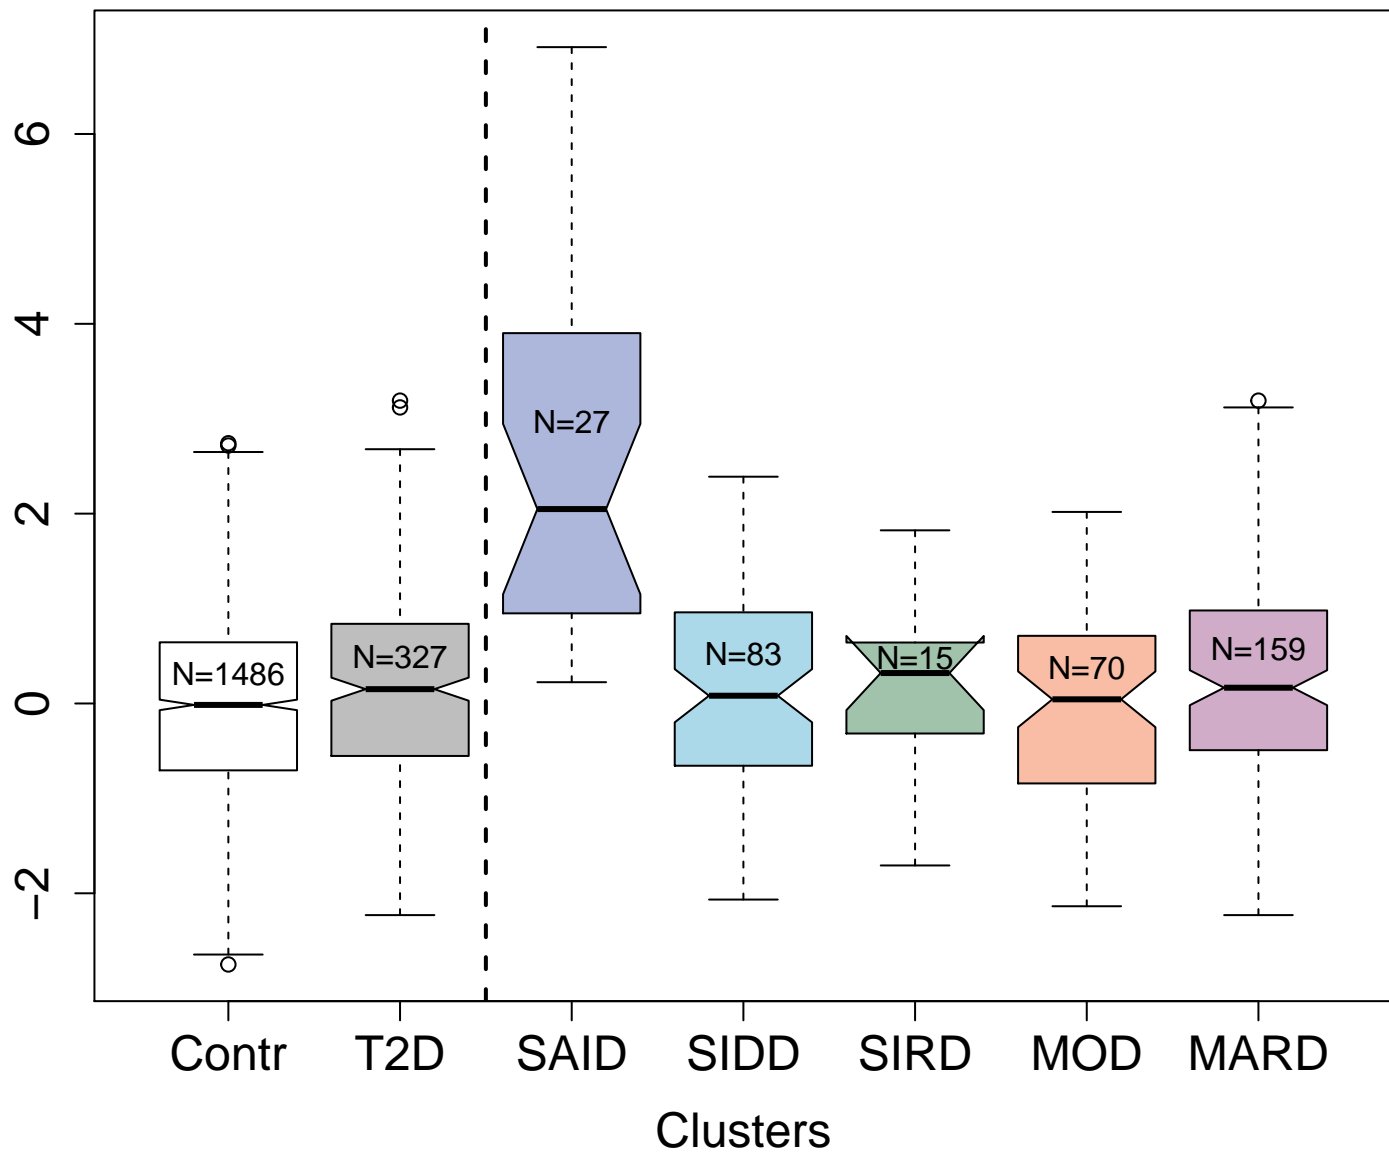 6
4
2
0
−2
N=1486
N=327
N=27
N=83
N=15
N=70
N=159
Contr T2D SAID SIDD SIRD MOD MARD
Clusters